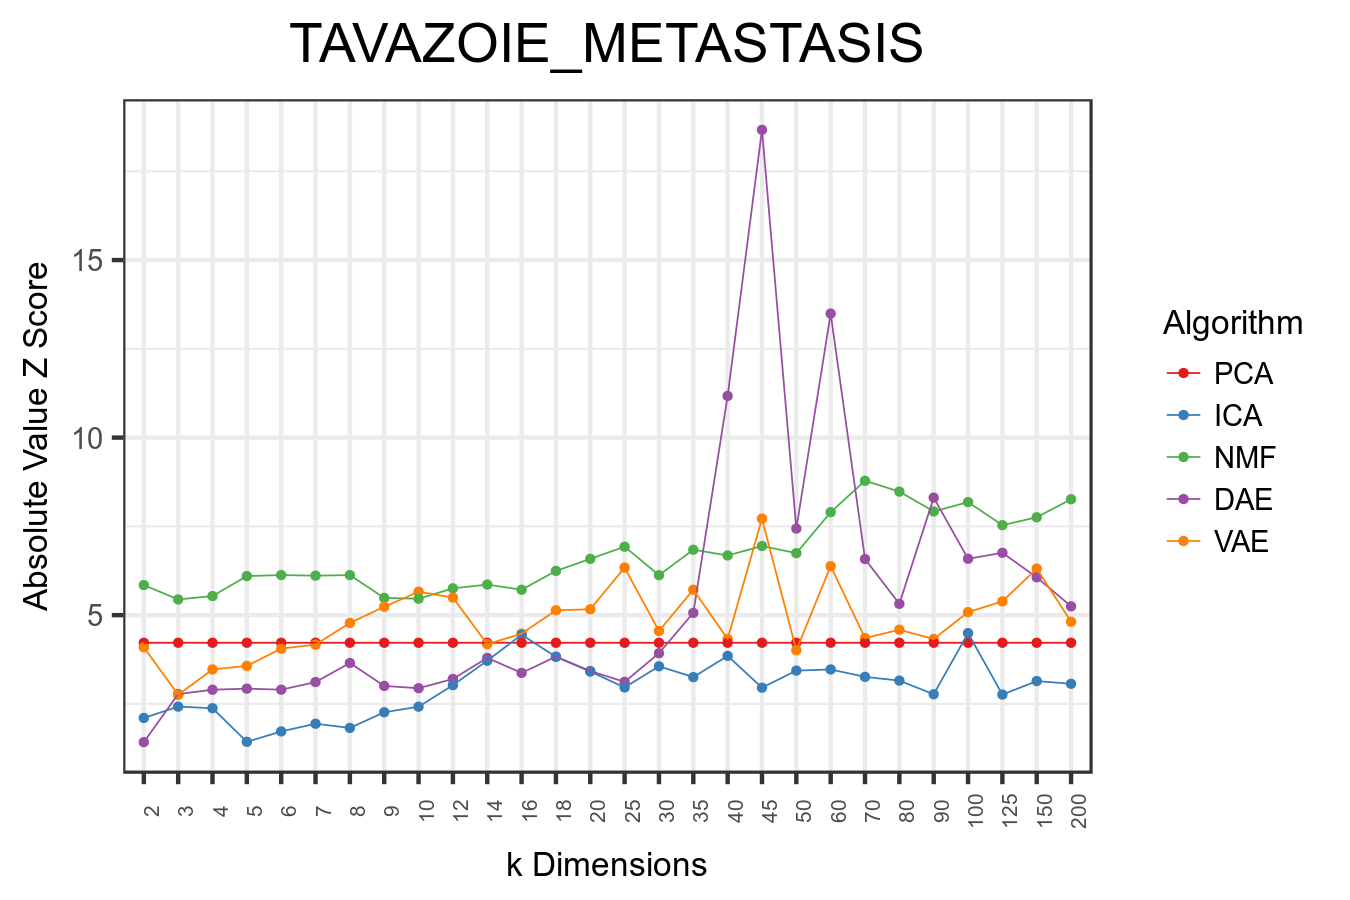 TAVAZOIE_METASTASIS
Absolute Value Z Score
15
10
5
2 3 4 5 6 7 8 9 10 12 14 16 18 20 25 30 35 40 45 50 60 70 80 90 100 125 150 200
k Dimensions
Algorithm
PCA
ICA
NMF
DAE
VAE